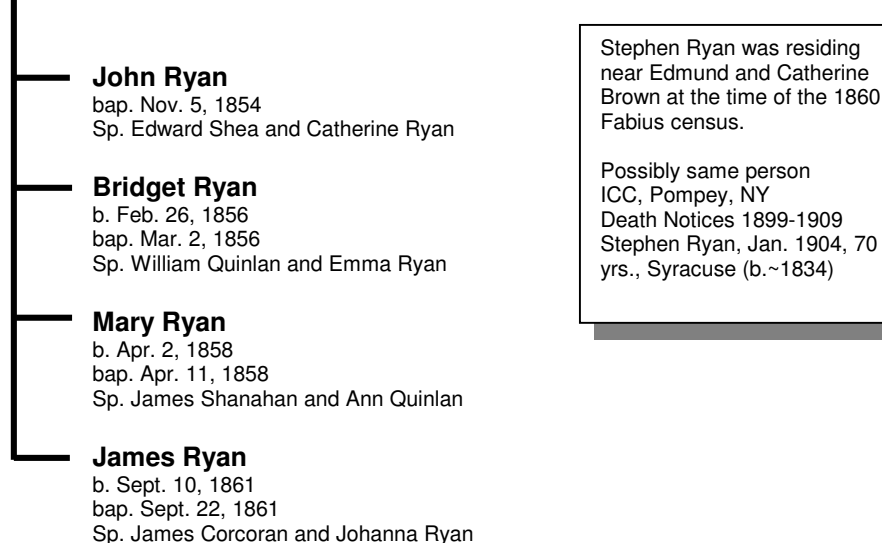 John Ryan
bap. Nov. 5, 1854
Sp. Edward Shea and Catherine Ryan
Bridget Ryan
b. Feb. 26, 1856
bap. Mar. 2, 1856
Sp. William Quinlan and Emma Ryan
Mary Ryan
b. Apr. 2, 1858
bap. Apr. 11, 1858
Sp. James Shanahan and Ann Quinlan
James Ryan
b. Sept. 10, 1861
bap. Sept. 22, 1861
Sp. James Corcoran and Johanna Ryan
Stephen Ryan was residing
near Edmund and Catherine
Brown at the time of the 1860
Fabius census.
Possibly same person
ICC, Pompey, NY
Death Notices 1899-1909
Stephen Ryan, Jan. 1904, 70
yrs., Syracuse (b.~1834)